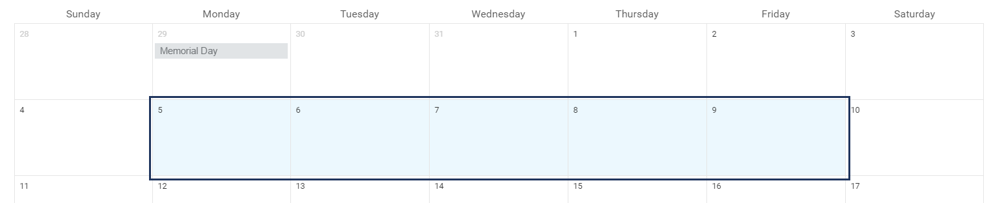 Sunday Monday Tuesday Wednesday Thursday Friday Saturday
28 29 30 31 1 2 3
Memorial Day
4 5 6 7 8 9 10
11 12 13 14 15 16 17